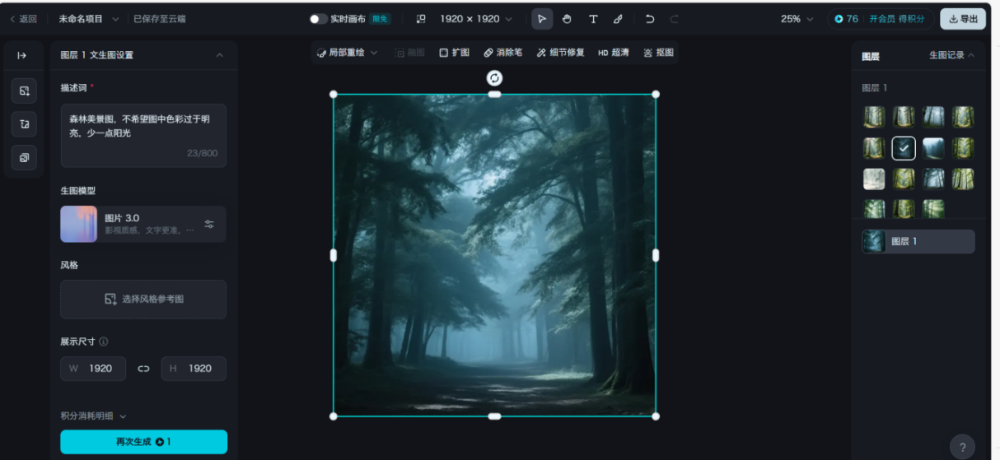 返回 未命名项目 已保存至云端 实时画布 限免 1920 × 1920 T 25% 76 开会员 得积分 导出
图层 1 文生图设置
局部重绘 融图 扩图 消除笔 细节修复 HD 超清 抠图
图层 生图记录
描述词 *
图层 1
森林美景图，不希望图中色彩过于明
亮，少一点阳光
23/800
生图模型
图片 3.0
影视质感，文字更准，...
图层 1
风格
选择风格参考图
展示尺寸
W 1920 H 1920
积分消耗明细
再次生成 1
?